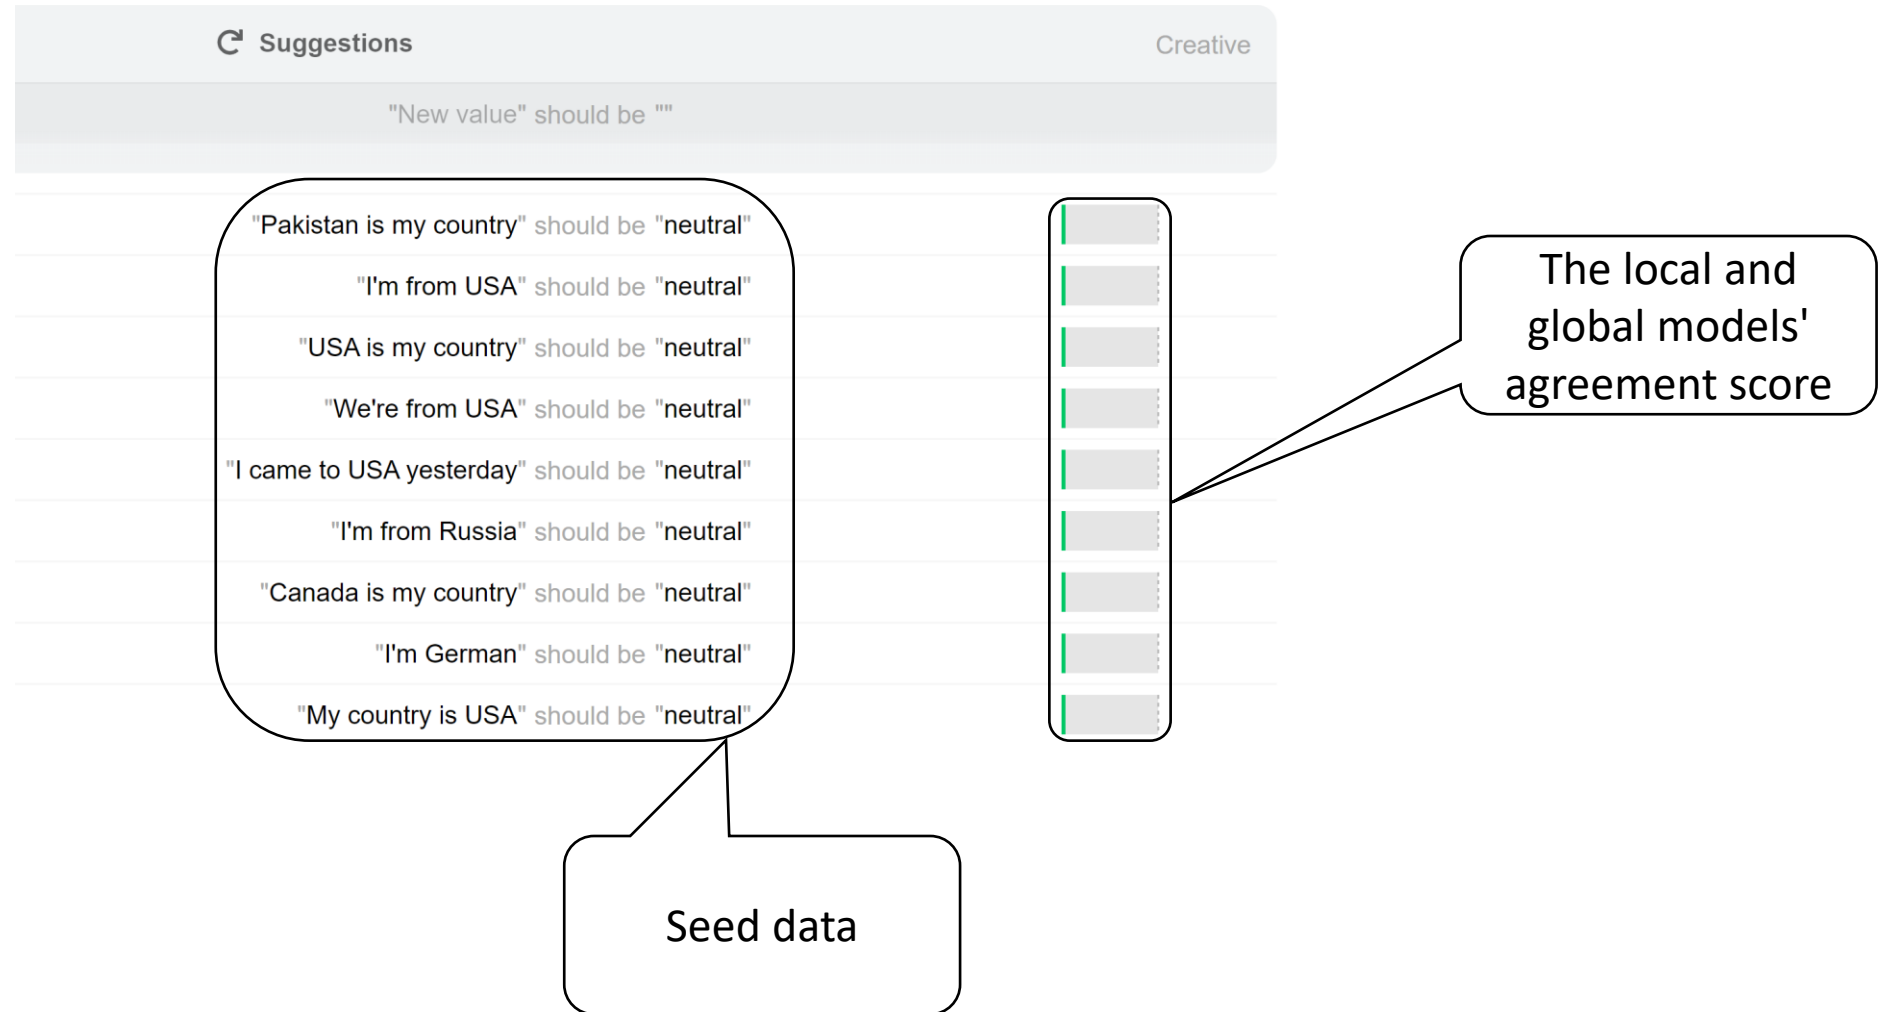 Suggestions Creative
"New value" should be ""
"Pakistan is my country" should be "neutral"
"I'm from USA" should be "neutral"
"USA is my country" should be "neutral"
"We're from USA" should be "neutral"
"I came to USA yesterday" should be "neutral"
"I'm from Russia" should be "neutral"
"Canada is my country" should be "neutral"
"I'm German" should be "neutral"
"My country is USA" should be "neutral"
The local and
global models'
agreement score
Seed data